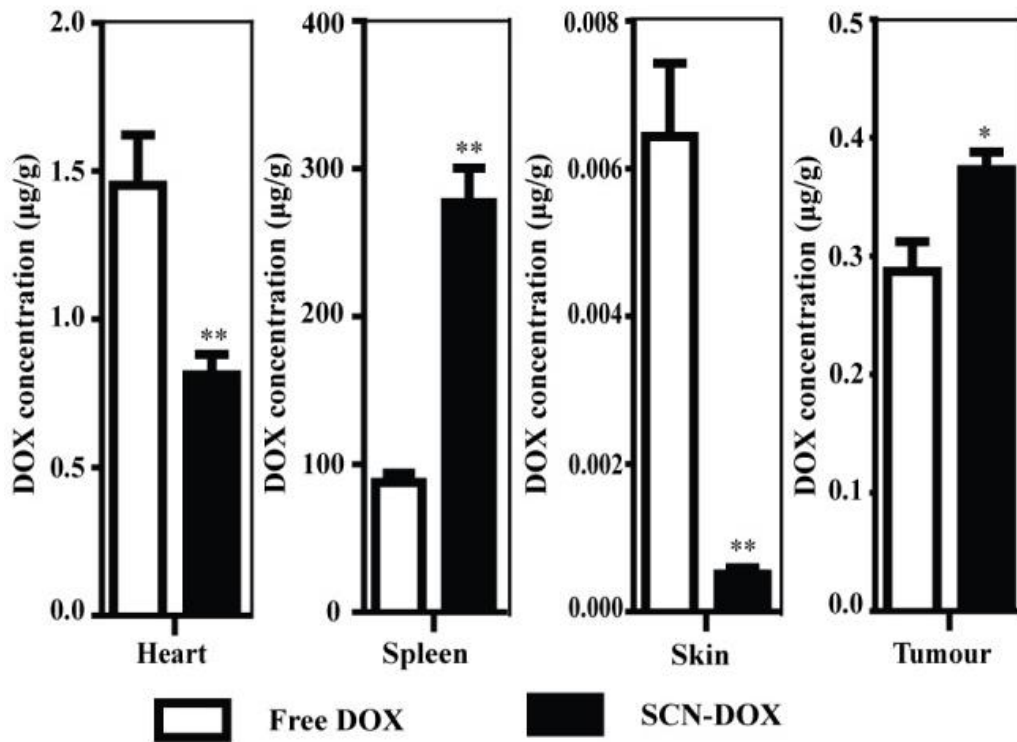 DOX concentration (µg/g)
2.0
1.5
1.0
0.5
0.0
**
Heart
DOX concentration (µg/g)
400
300
200
100
0
**
Spleen
DOX concentration (µg/g)
0.008
0.006
0.004
0.002
0.000
**
Skin
DOX concentration (µg/g)
0.5
0.4
0.3
0.2
0.1
0.0
*
Tumour
Free DOX
SCN-DOX